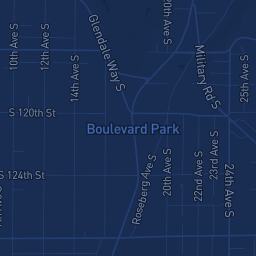 10th Ave S
12th Ave S
14th Ave S
Glendale Way S
Military Rd S
25th Ave S
S 120th St
Boulevard Park
S 124th St
Roseberg Ave S
20th Ave S
22nd Ave S
23rd Ave S
24th Ave S